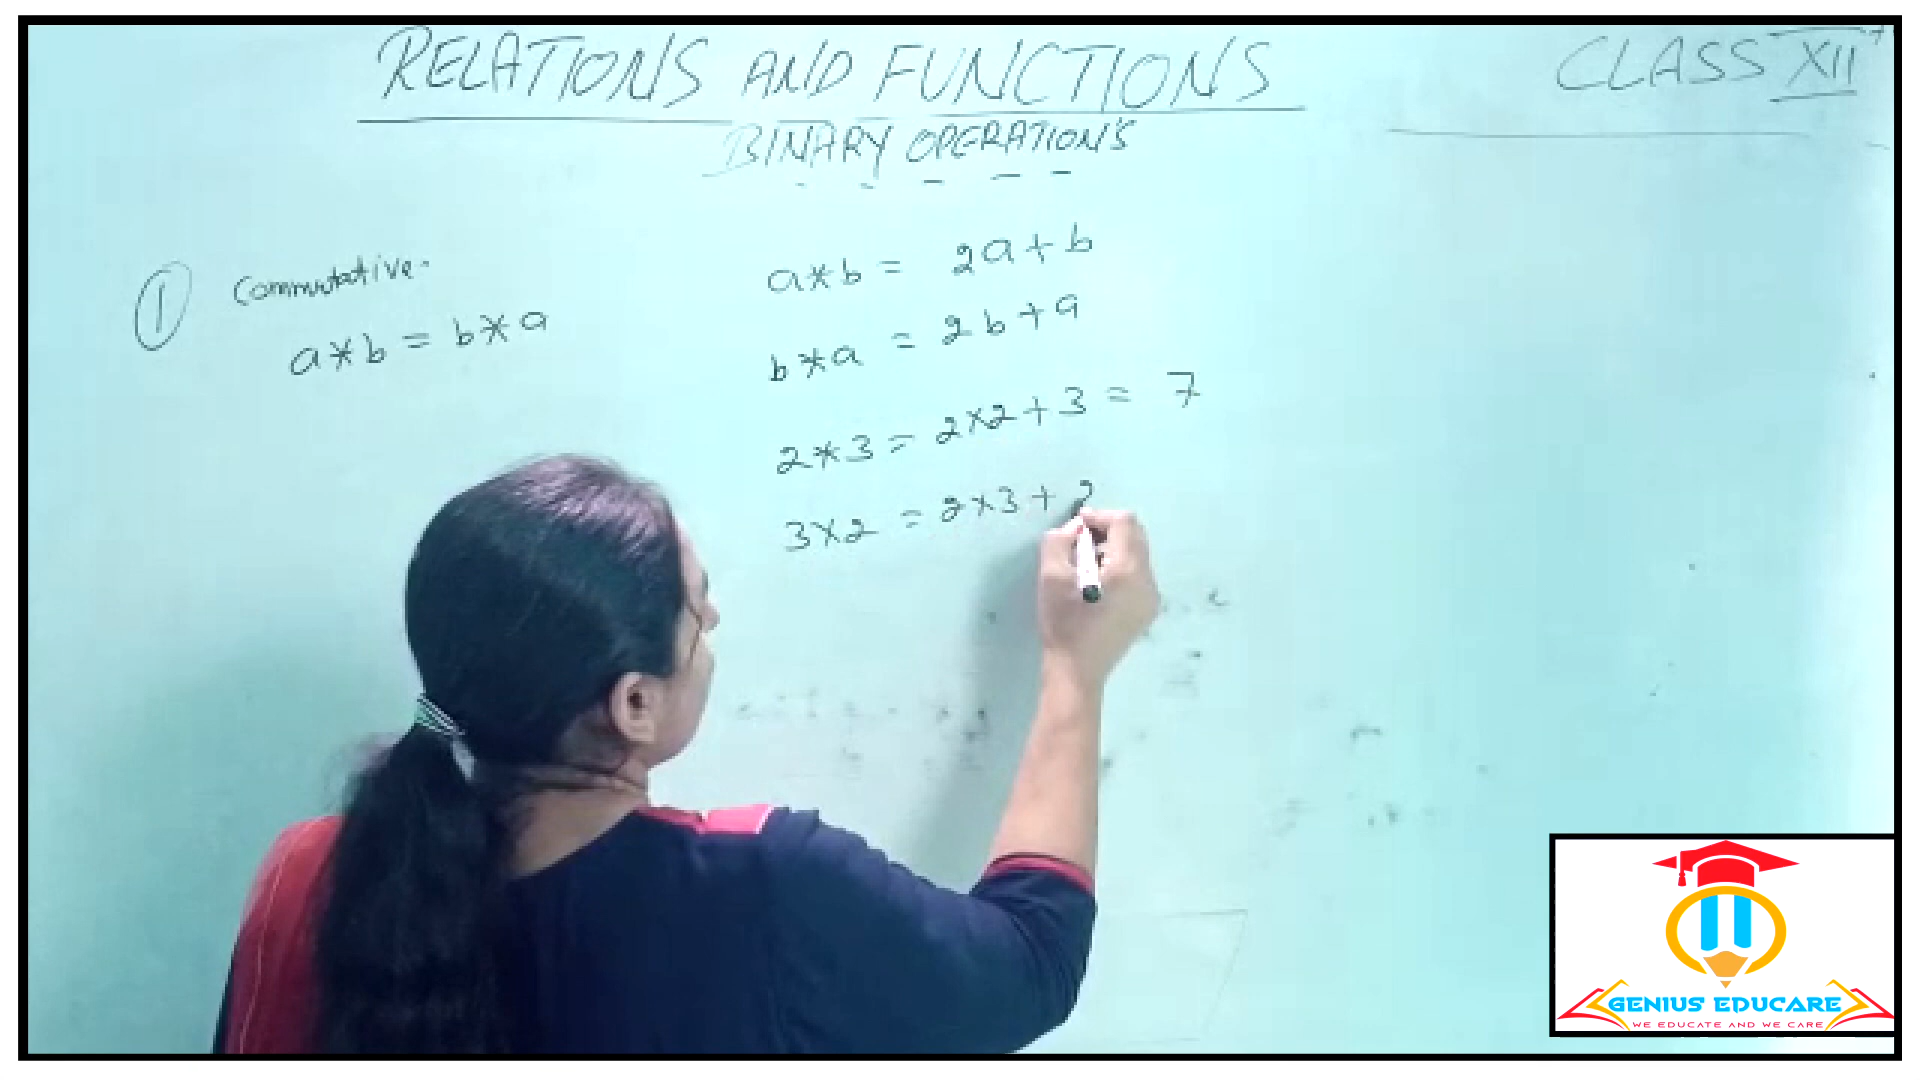 RELATIONS AND FUNCTIONS
CLASS XII
BINARY OPERATIONS
① Commutative.
a*b = b*a
a*b = 2a+b
b*a = 2b+a
2*3 = 2×2+3 = 7
3×2 = 2×3+2
GENIUS EDUCARE
WE EDUCATE AND WE CARE